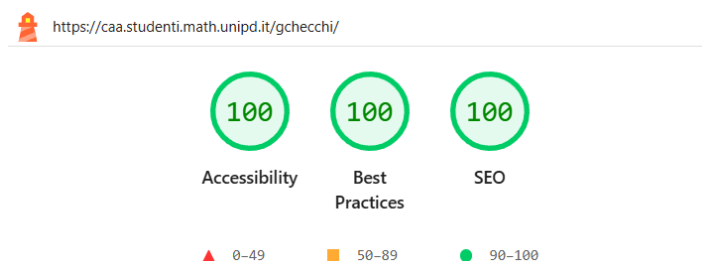 https://caa.studenti.math.unipd.it/gchecchi/
100 100 100
Accessibility Best Practices SEO
0–49 50–89 90–100